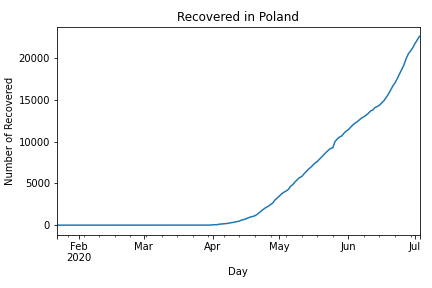 Recovered in Poland
Number of Recovered
20000
15000
10000
5000
0
Feb Mar Apr May Jun Jul
2020
Day